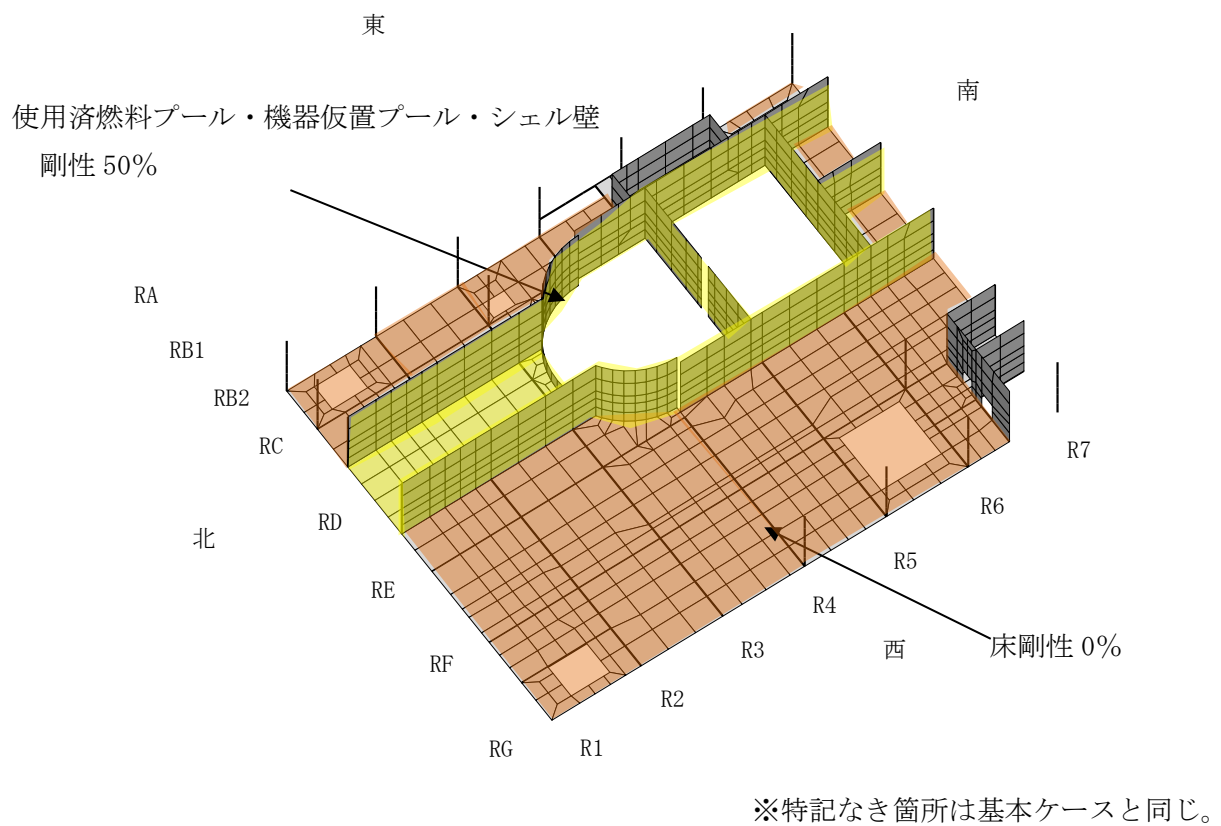 東
南
使用済燃料プール・機器仮置プール・シェル壁
剛性 50％
RA
RB1
RB2
RC
RD
北
RE
RF
RG
R1
R2
R3
R4
R5
R6
R7
西
床剛性 0％
※特記なき箇所は基本ケースと同じ。